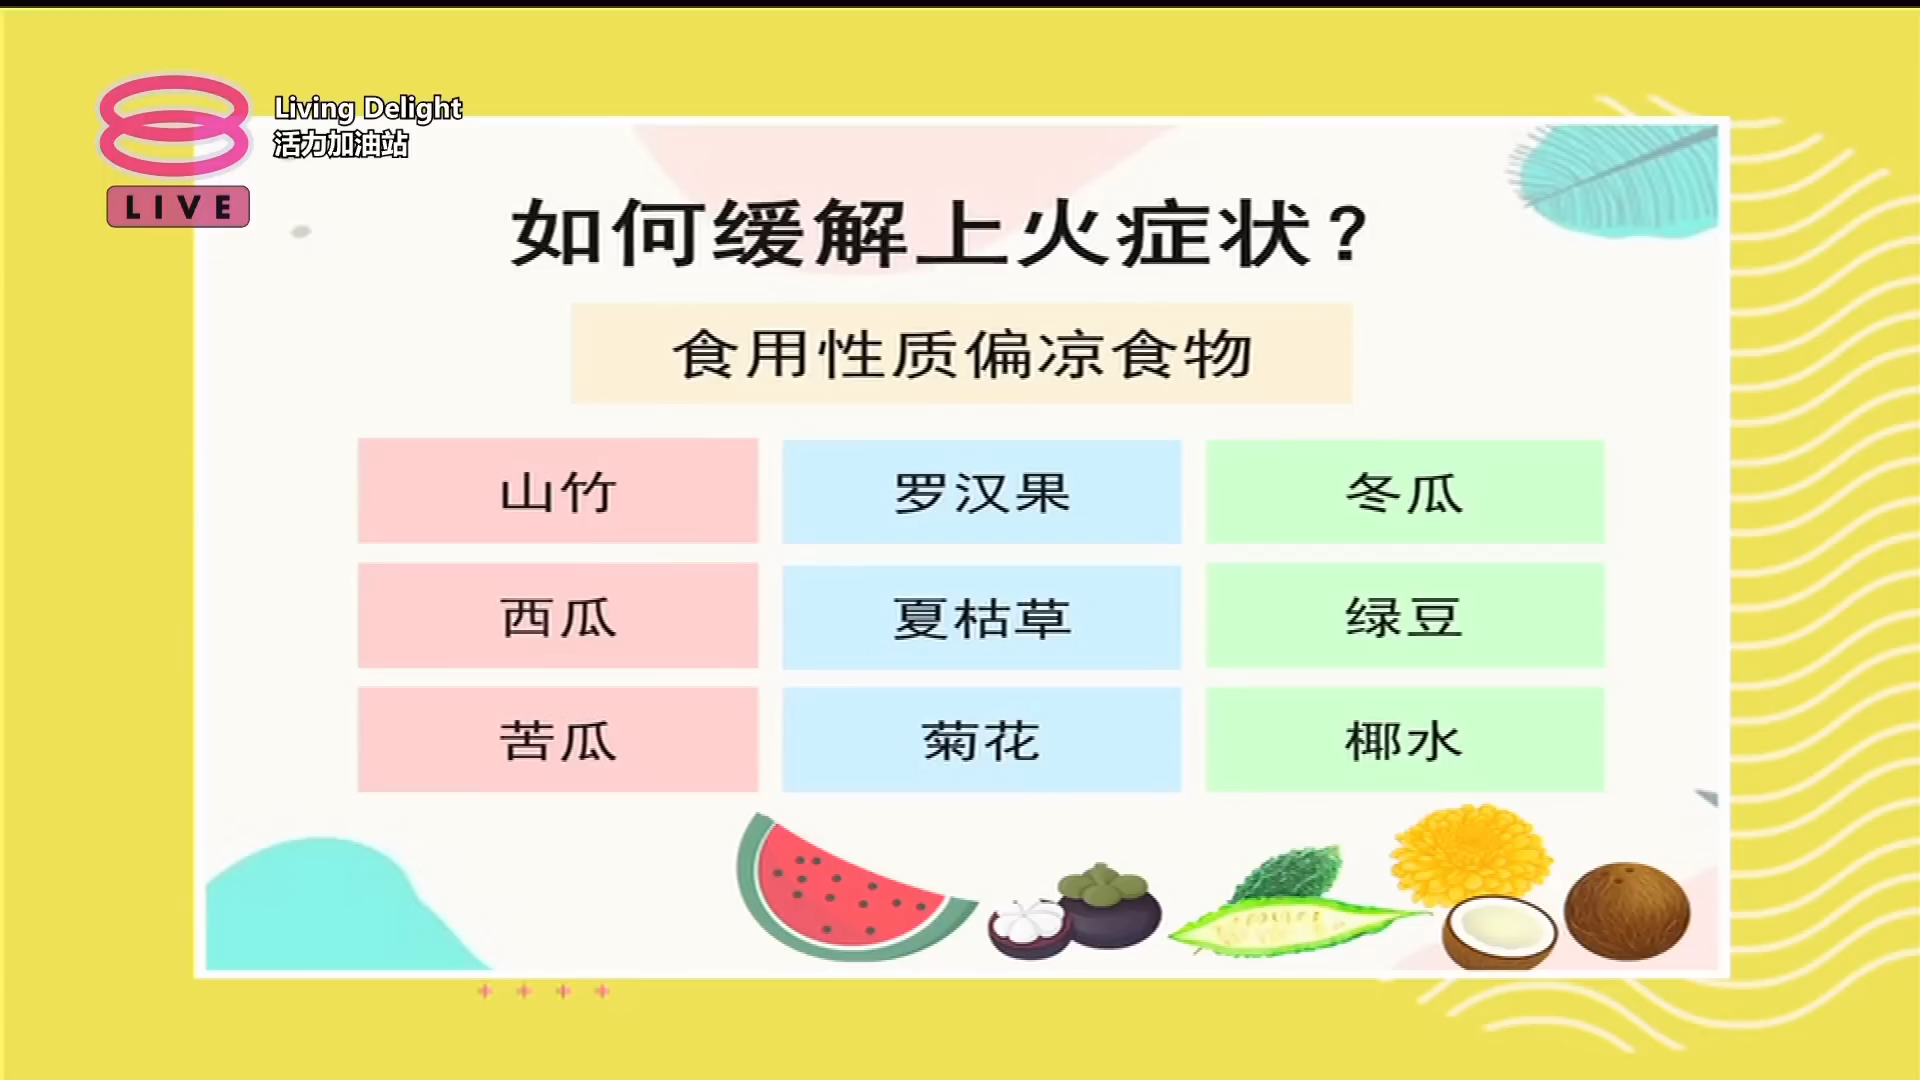 Living Delight
活力加油站
LIVE
如何缓解上火症状?
食用性质偏凉食物
山竹
罗汉果
冬瓜
西瓜
夏枯草
绿豆
苦瓜
菊花
椰水